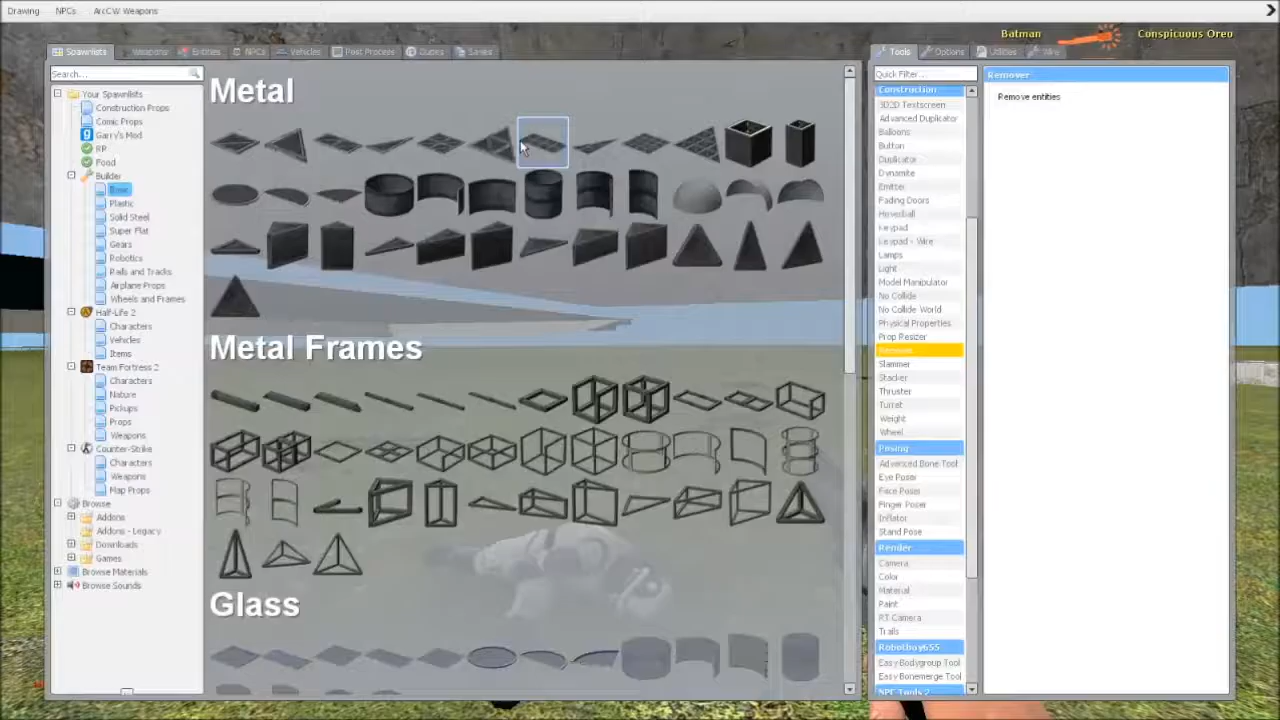 Drawing NPCs ArcCW Weapons
Batman Conspicuous Oreo
Spawnlists Weapons Entities NPCs Vehicles Post Process Dupes Saves
Tools Options Utilities Wire
Search...
Your Spawnlists
Construction Props
Comic Props
Garry's Mod
RP
Food
Builder
Base
Plastic
Solid Steel
Super Flat
Gears
Robotics
Rails and Tracks
Airplane Props
Wheels and Frames
Half-Life 2
Characters
Vehicles
Items
Team Fortress 2
Characters
Nature
Pickups
Props
Weapons
Counter-Strike
Characters
Weapons
Map Props
Browse
Addons
Addons - Legacy
Downloads
Games
Browse Materials
Browse Sounds
Metal
Metal Frames
Glass
Quick Filter...
Construction
3D2D Textscreen
Advanced Duplicator
Balloons
Button
Duplicator
Dynamite
Emitter
Fading Doors
Hoverball
Keypad
Keypad - Wire
Lamps
Light
Model Manipulator
No Collide
No Collide World
Physical Properties
Prop Resizer
Remover
Slammer
Stacker
Thruster
Turret
Weight
Wheel
Posing
Advanced Bone Tool
Eye Poser
Face Poser
Finger Poser
Inflator
Stand Pose
Render
Camera
Color
Material
Paint
RT Camera
Trails
Robotboy655
Easy Bodygroup Tool
Easy Bonemerge Tool
NPC Tools 2
Remover
Remove entities